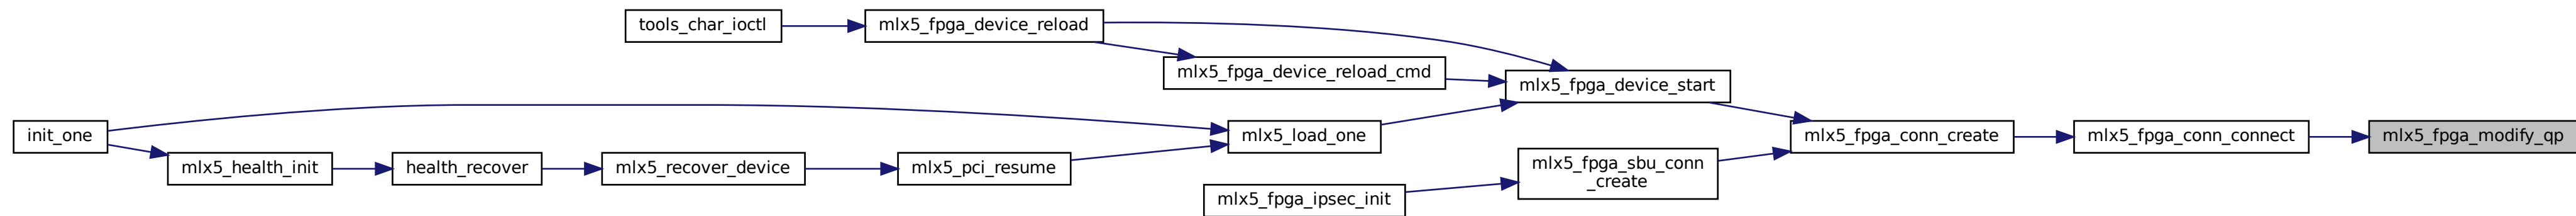 tools_char_ioctl
mlx5_fpga_device_reload
mlx5_fpga_device_reload_cmd
mlx5_fpga_device_start
init_one
mlx5_load_one
mlx5_fpga_conn_create
mlx5_fpga_conn_connect
mlx5_fpga_modify_qp
mlx5_health_init
health_recover
mlx5_recover_device
mlx5_pci_resume
mlx5_fpga_sbu_conn
_create
mlx5_fpga_ipsec_init